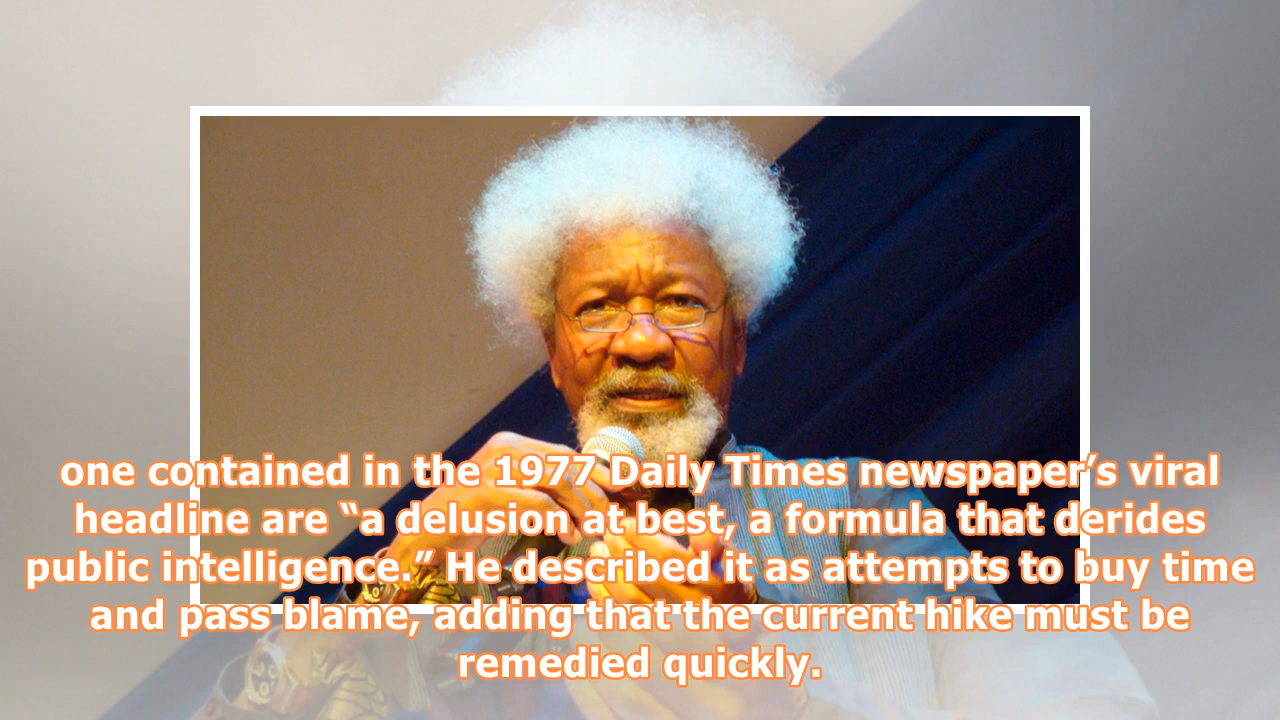 one contained in the 1977 Daily Times newspaper’s viral
headline are “a delusion at best, a formula that derides
public intelligence.” He described it as attempts to buy time
and pass blame, adding that the current hike must be
remedied quickly.